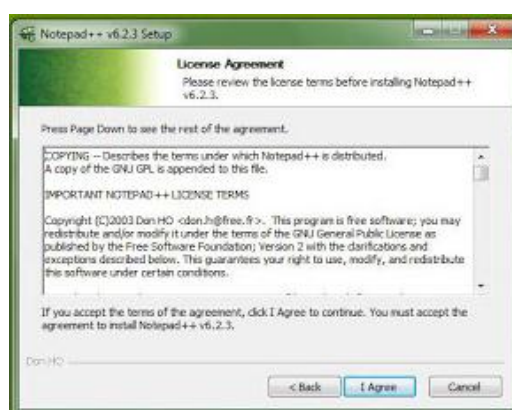 Notepad++ v6.2.3 Setup
License Agreement
Please review the license terms before installing Notepad++
v6.2.3.
Press Page Down to see the rest of the agreement.
COPYING -- Describes the terms under which Notepad++ is distributed.
A copy of the GNU GPL is appended to this file.
IMPORTANT NOTEPAD++ LICENSE TERMS
Copyright (C)2003 Don HO <don.h@free.fr>. This program is free software; you may
redistribute and/or modify it under the terms of the GNU General Public License as
published by the Free Software Foundation; Version 2 with the clarifications and
exceptions described below. This guarantees your right to use, modify, and redistribute
this software under certain conditions.
If you accept the terms of the agreement, click I Agree to continue. You must accept the
agreement to install Notepad++ v6.2.3.
Don HO
< Back
I Agree
Cancel